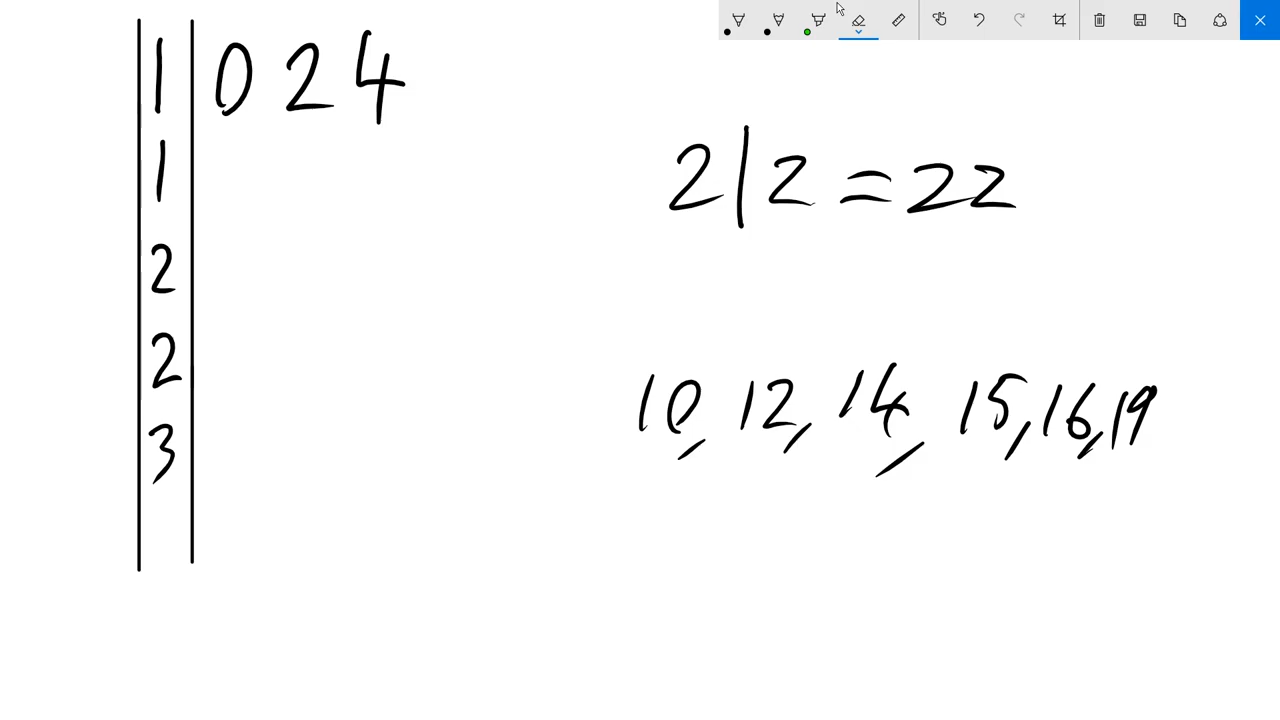 1 | 0 2 4
1 |
2 |
2 |
3 |
2|2 = 22
10, 12, 14, 15, 16, 19